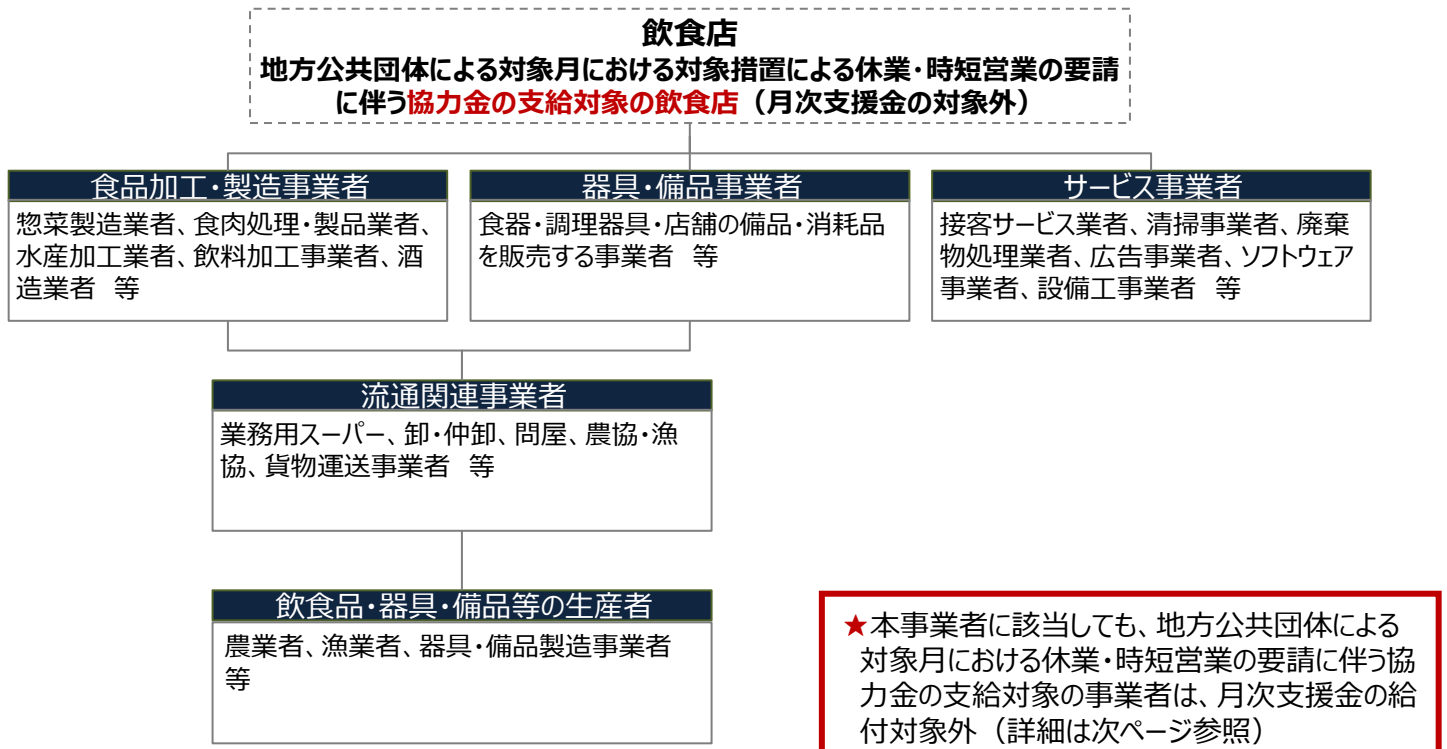 飲食店
地方公共団体による対象月における対象措置による休業・時短営業の要請
に伴う協力金の支給対象の飲食店（月次支援金の対象外）
食品加工・製造事業者
惣菜製造業者、食肉処理・製品業者、
水産加工業者、飲料加工事業者、酒
造業者　等
器具・備品事業者
食器・調理器具・店舗の備品・消耗品
を販売する事業者　等
サービス事業者
接客サービス業者、清掃事業者、廃棄
物処理業者、広告事業者、ソフトウェア
事業者、設備工事業者　等
流通関連事業者
業務用スーパー、卸・仲卸、問屋、農協・漁
協、貨物運送事業者　等
飲食品・器具・備品等の生産者
農業者、漁業者、器具・備品製造事業者
等
★本事業者に該当しても、地方公共団体による
対象月における休業・時短営業の要請に伴う協
力金の支給対象の事業者は、月次支援金の給
付対象外（詳細は次ページ参照）